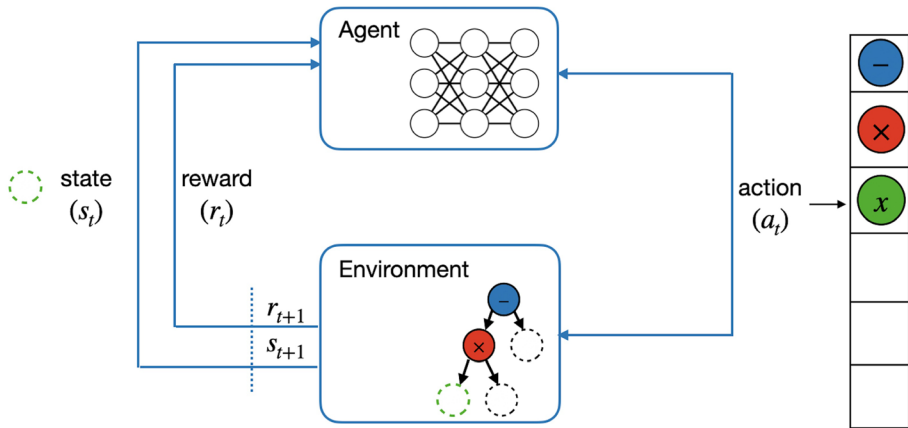 Agent
state
(s_t)
reward
(r_t)
action
(a_t)
Environment
r_{t+1}
s_{t+1}
−
×
−
×
x